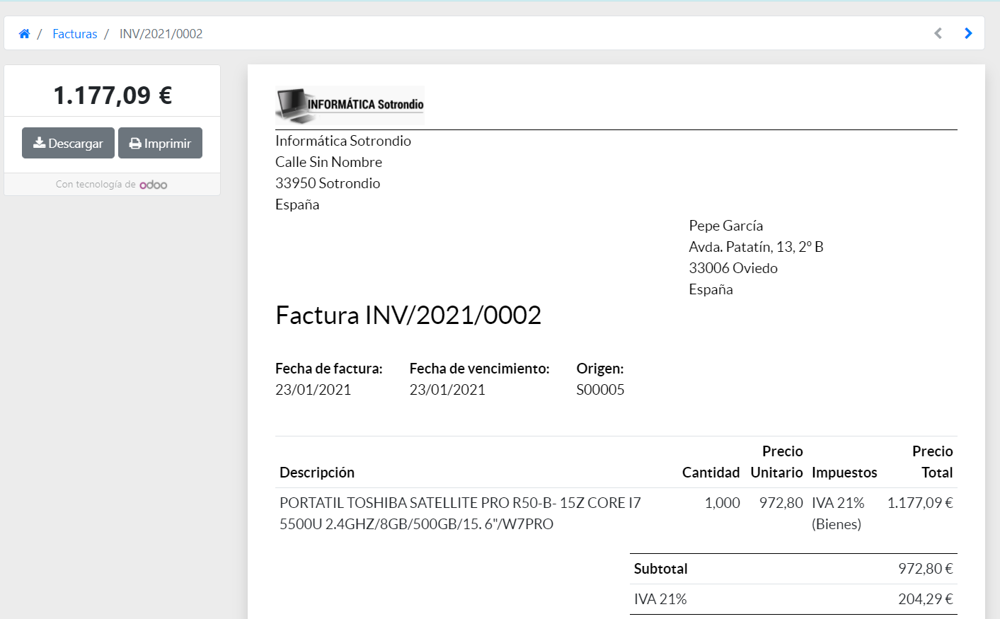 / Facturas / INV/2021/0002
1.177,09 €
Descargar Imprimir
Con tecnología de odoo
INFORMÁTICA Sotrondio
Informática Sotrondio
Calle Sin Nombre
33950 Sotrondio
España
Pepe García
Avda. Patatín, 13, 2º B
33006 Oviedo
España
Factura INV/2021/0002
Fecha de factura: Fecha de vencimiento: Origen:
23/01/2021 23/01/2021 S00005
Precio Precio
Descripción Cantidad Unitario Impuestos Total
PORTATIL TOSHIBA SATELLITE PRO R50-B- 15Z CORE I7 1,000 972,80 IVA 21% 1.177,09 €
5500U 2.4GHZ/8GB/500GB/15. 6"/W7PRO (Bienes)
Subtotal 972,80 €
IVA 21% 204,29 €